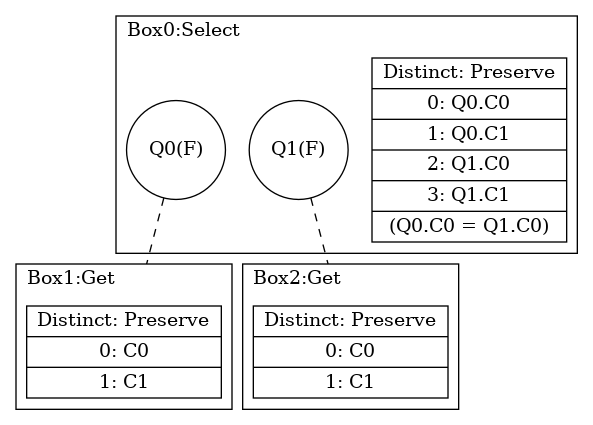 Box0:Select
Q0(F)
Q1(F)
Distinct: Preserve
0: Q0.C0
1: Q0.C1
2: Q1.C0
3: Q1.C1
(Q0.C0 = Q1.C0)
Box1:Get
Distinct: Preserve
0: C0
1: C1
Box2:Get
Distinct: Preserve
0: C0
1: C1